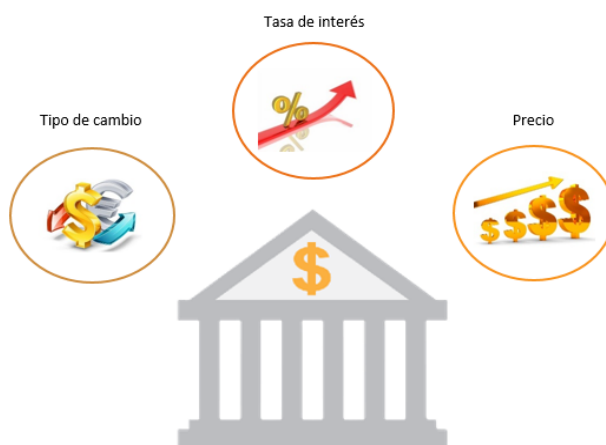 Tasa de interés
Tipo de cambio
Precio
%
$
$ $ $ $
$